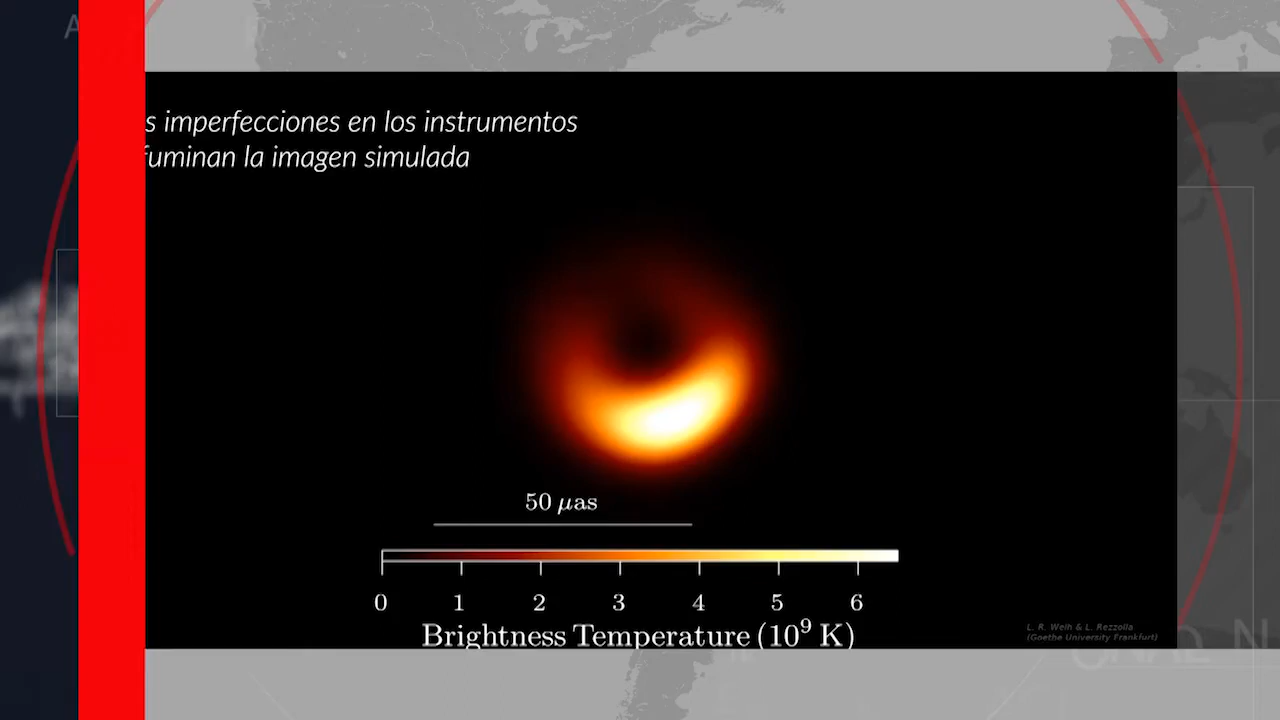 s imperfecciones en los instrumentos
fuminan la imagen simulada
50 μas
0 1 2 3 4 5 6
Brightness Temperature (10⁹ K)
L. R. Weih & L. Rezzolla
(Goethe University Frankfurt)